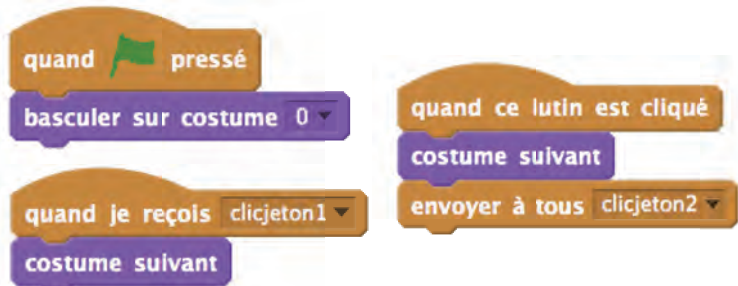 quand pressé
basculer sur costume 0
quand je reçois clicjeton1
costume suivant
quand ce lutin est cliqué
costume suivant
envoyer à tous clicjeton2